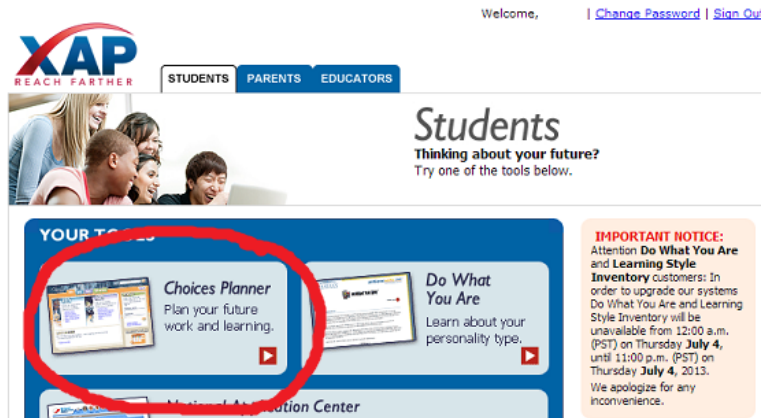 Welcome, | Change Password | Sign Out
XAP
REACH FARTHER
STUDENTS PARENTS EDUCATORS
Students
Thinking about your future?
Try one of the tools below.
YOUR TOOLS
Choices Planner
Plan your future
work and learning.
Do What
You Are
Learn about your
personality type.
National Application Center
IMPORTANT NOTICE:
Attention Do What You Are
and Learning Style
Inventory customers: In
order to upgrade our systems
Do What You Are and Learning
Style Inventory will be
unavailable from 12:00 a.m.
(PST) on Thursday July 4,
until 11:00 p.m. (PST) on
Thursday July 4, 2013.
We apologize for any
inconvenience.